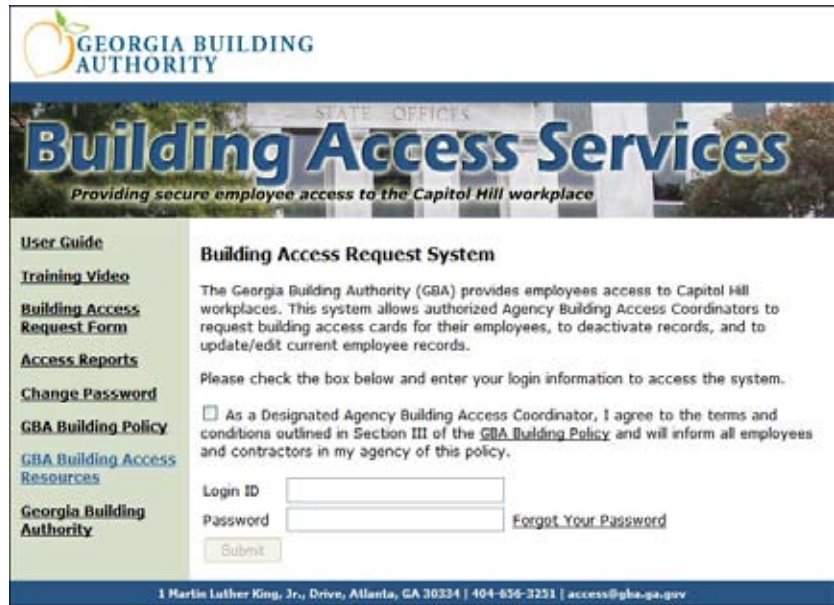 GEORGIA BUILDING
AUTHORITY
STATE OFFICES
Building Access Services
Providing secure employee access to the Capitol Hill workplace
User Guide
Training Video
Building Access
Request Form
Access Reports
Change Password
GBA Building Policy
GBA Building Access
Resources
Georgia Building
Authority
Building Access Request System
The Georgia Building Authority (GBA) provides employees access to Capitol Hill
workplaces. This system allows authorized Agency Building Access Coordinators to
request building access cards for their employees, to deactivate records, and to
update/edit current employee records.
Please check the box below and enter your login information to access the system.
As a Designated Agency Building Access Coordinator, I agree to the terms and
conditions outlined in Section III of the GBA Building Policy and will inform all employees
and contractors in my agency of this policy.
Login ID
Password Forgot Your Password
Submit
1 Martin Luther King, Jr., Drive, Atlanta, GA 30334 | 404-656-3251 | access@gba.ga.gov